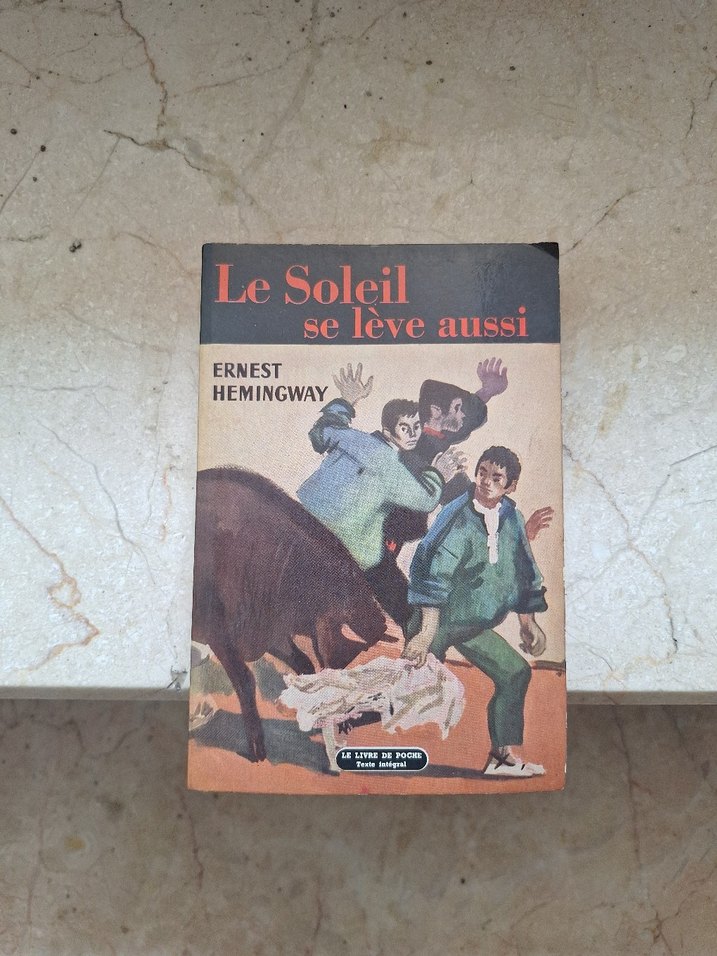 Le Soleil
se lève aussi
ERNEST
HEMINGWAY
LE LIVRE DE POCHE
Texte intégral